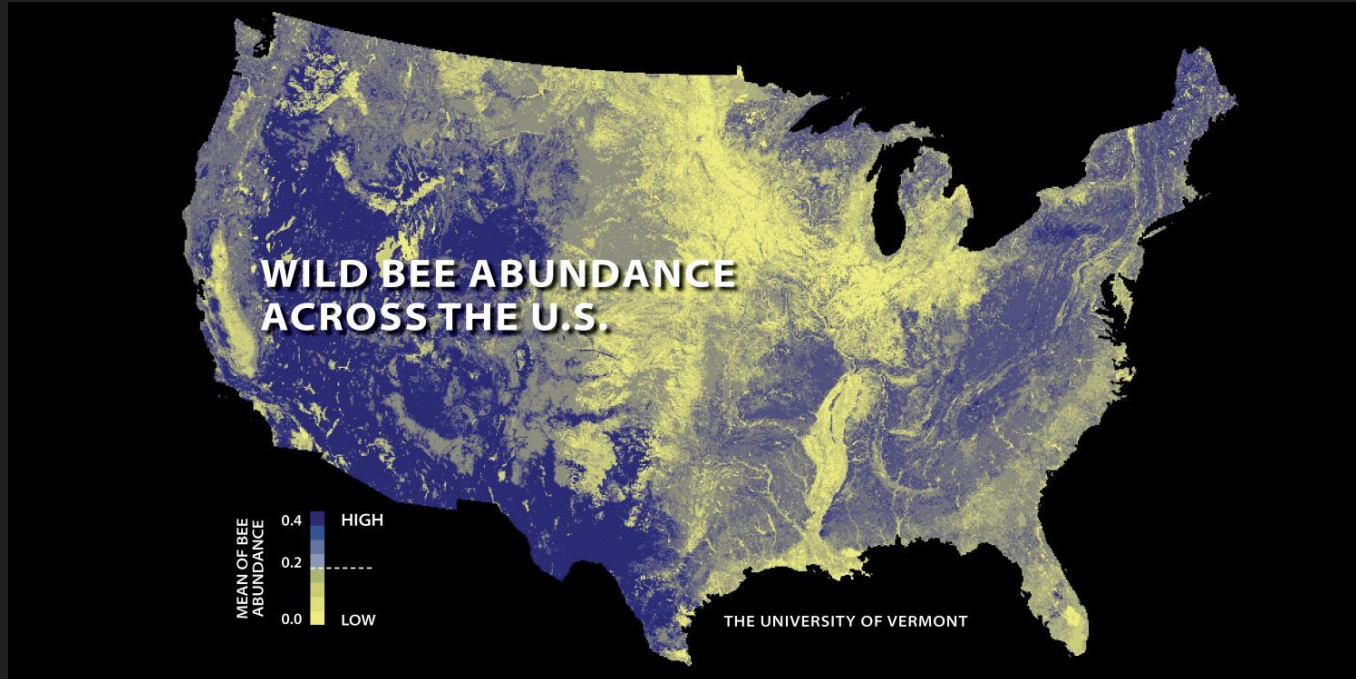 WILD BEE ABUNDANCE
ACROSS THE U.S.
MEAN OF BEE
ABUNDANCE
0.4 HIGH
0.2
0.0 LOW
THE UNIVERSITY OF VERMONT